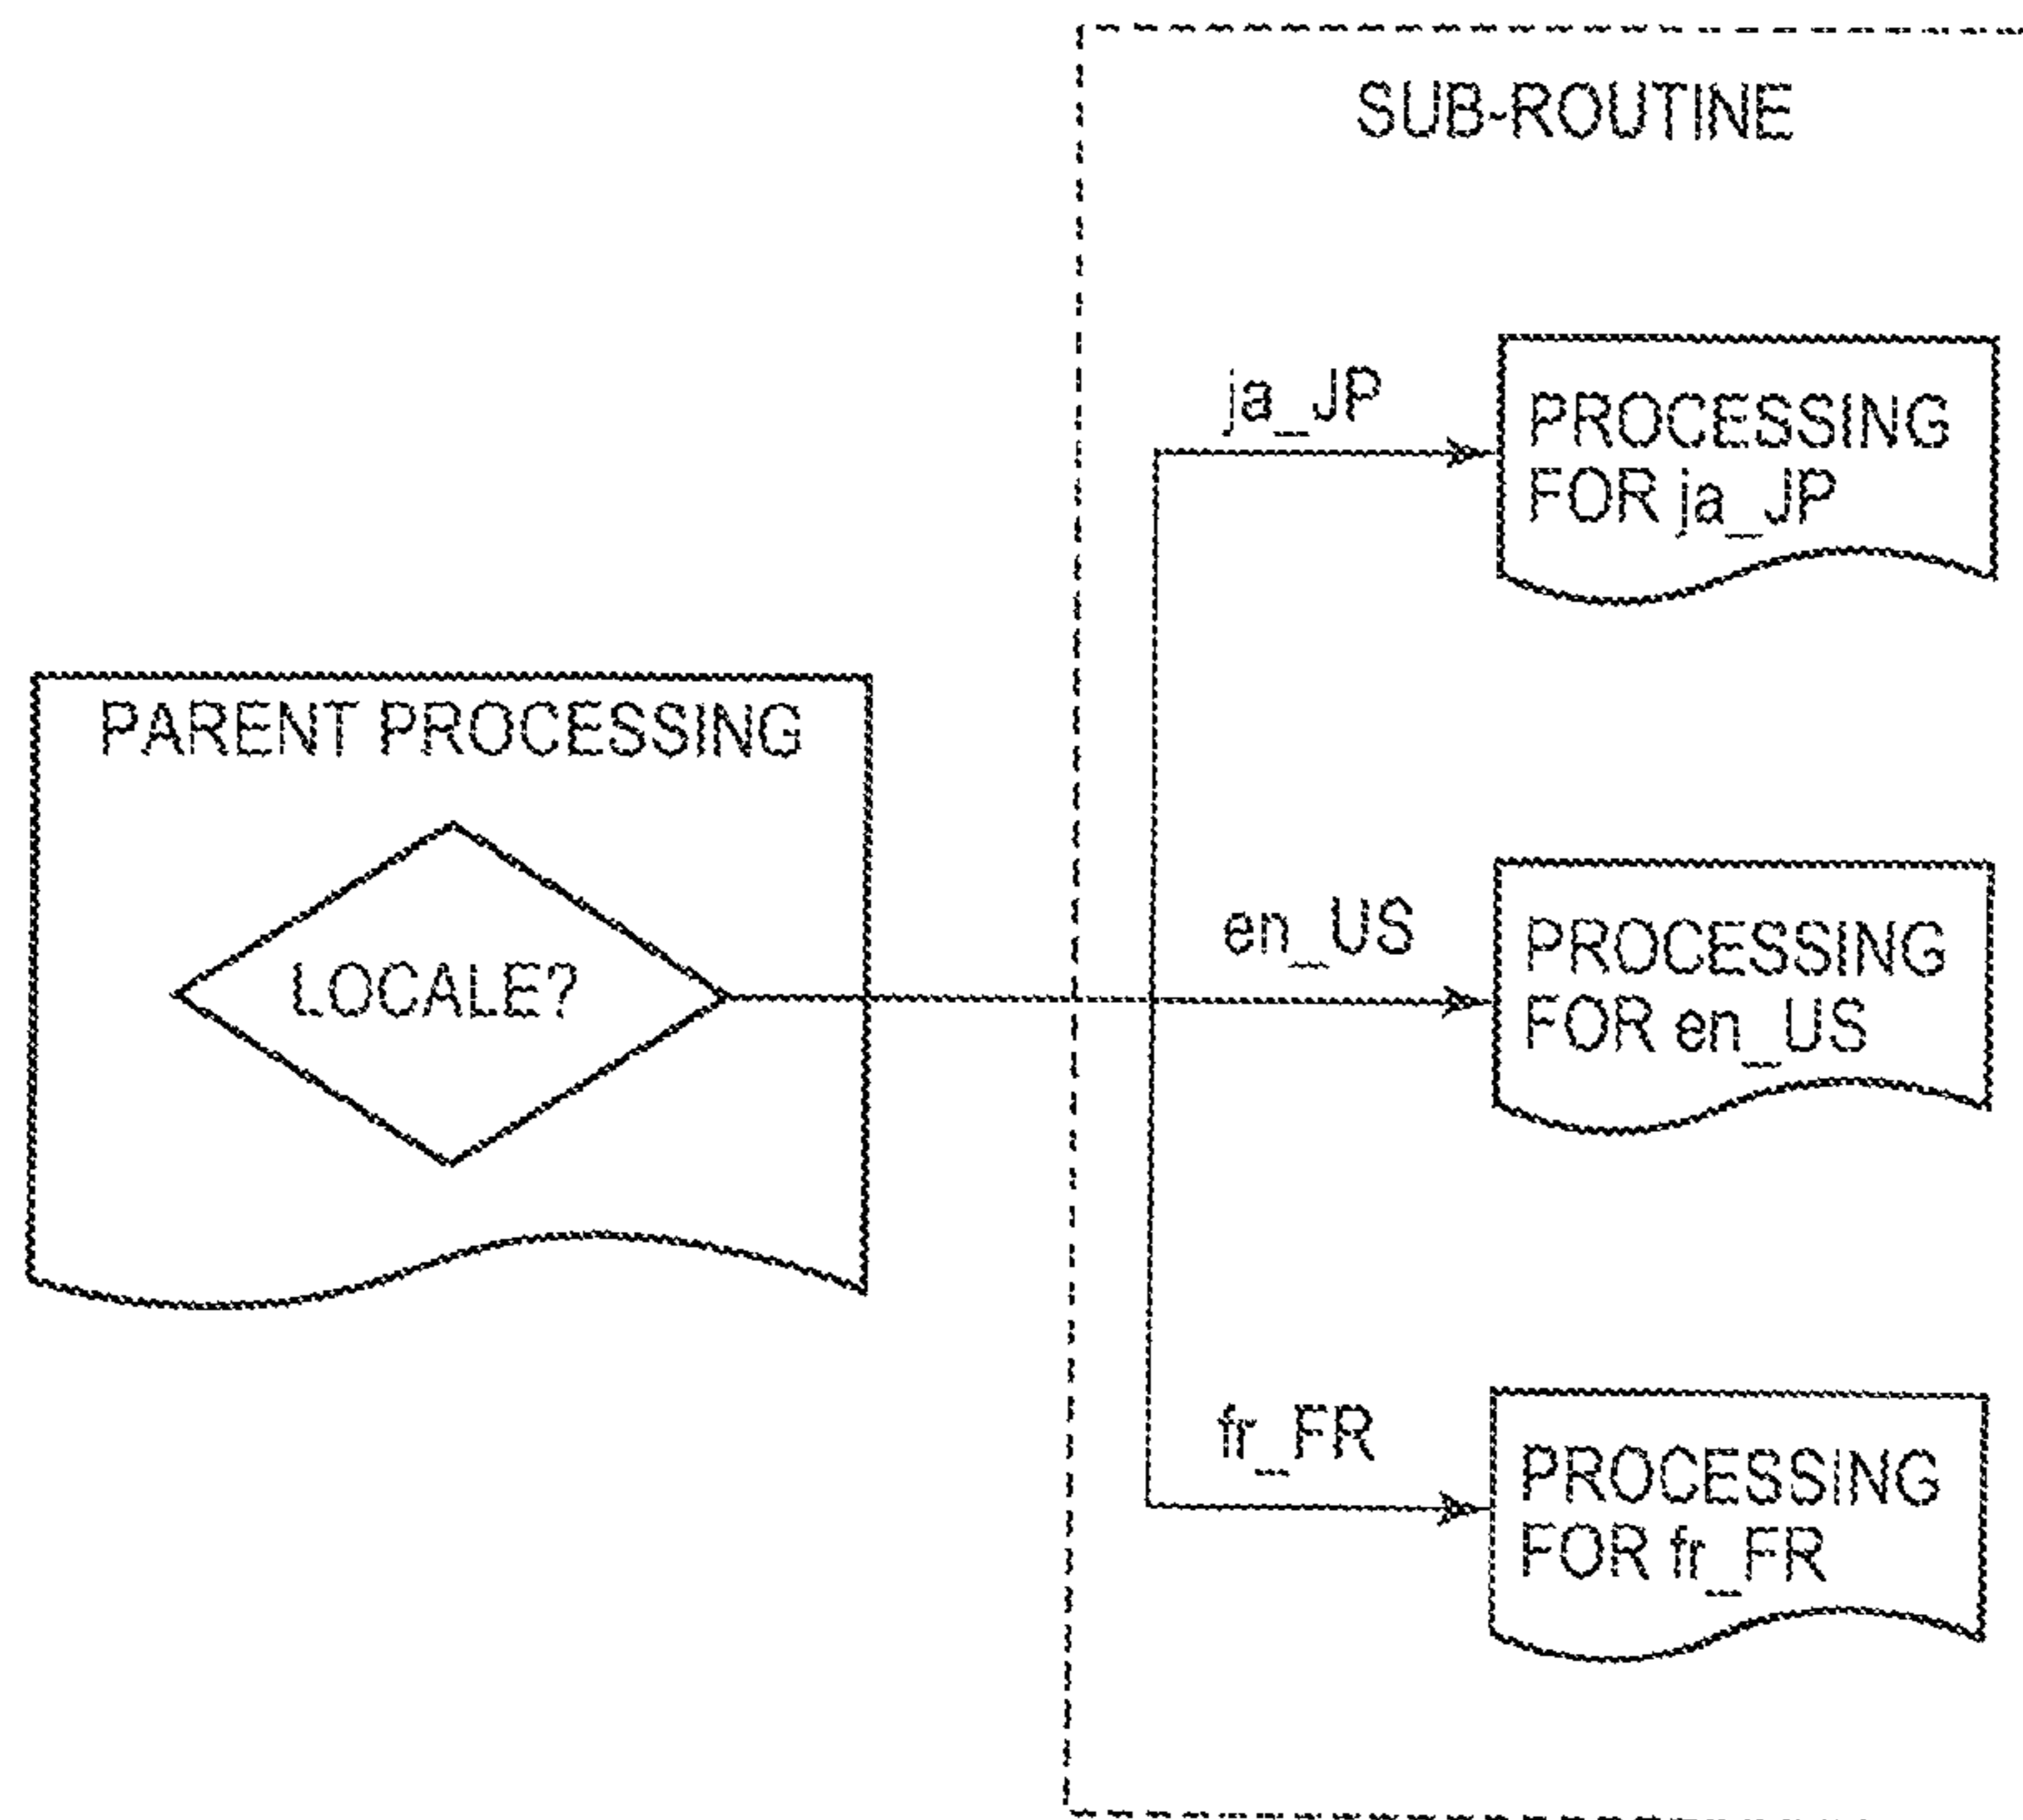 SUB-ROUTINE
ja_JP
PROCESSING
FOR ja_JP
PARENT PROCESSING
LOCALE?
en_US
PROCESSING
FOR en_US
fr_FR
PROCESSING
FOR fr_FR